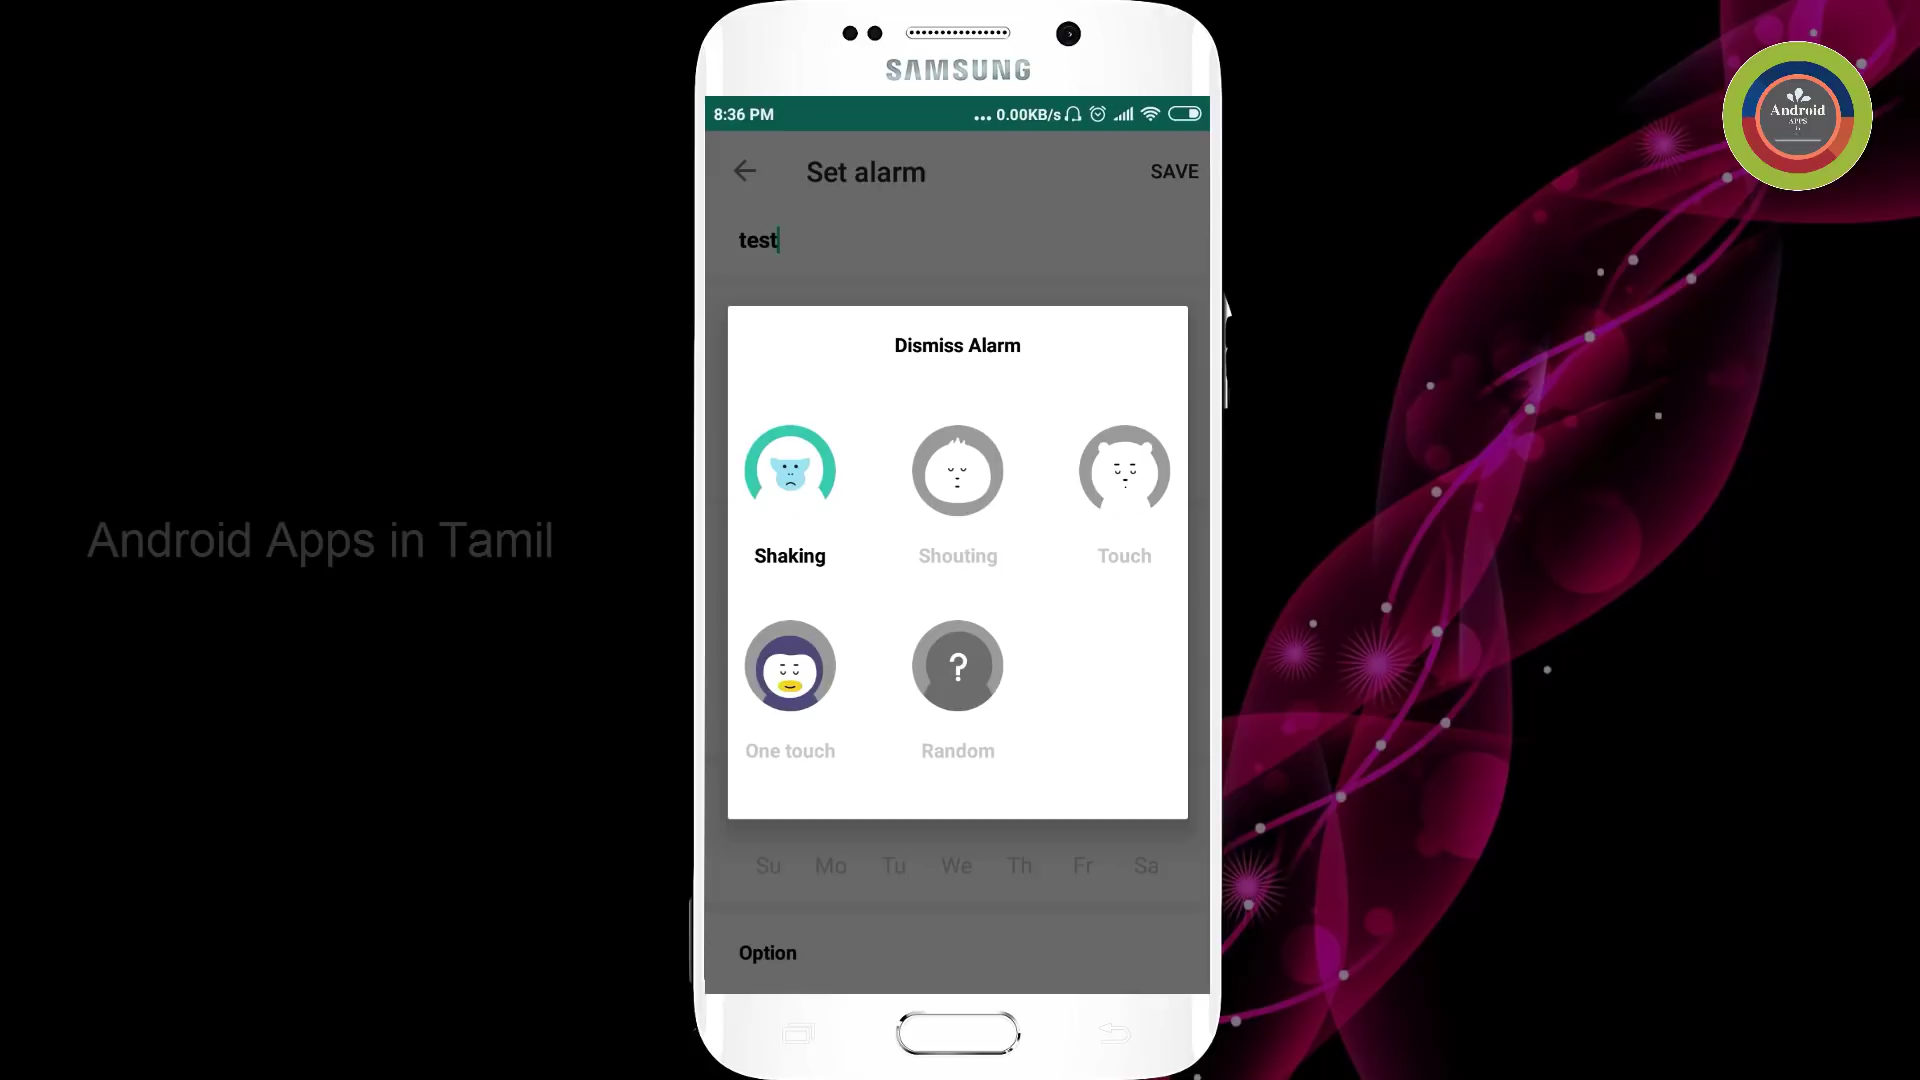 SAMSUNG
8:36 PM
... 0.00KB/s
Set alarm
SAVE
test
Dismiss Alarm
Shaking
Shouting
Touch
One touch
?
Random
Su Mo Tu We Th Fr Sa
Option
Android Apps in Tamil
Android
APPS